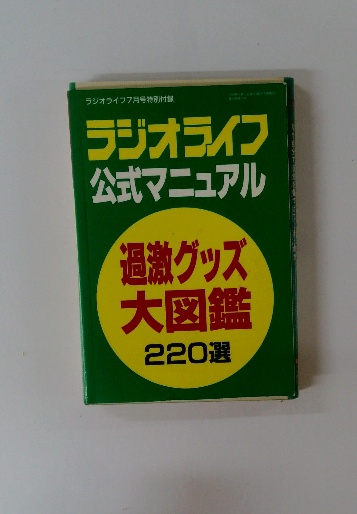 ラジオライフ7月号特別付録
ラジオライフ
公式マニュアル
過激グッズ
大図鑑
220選